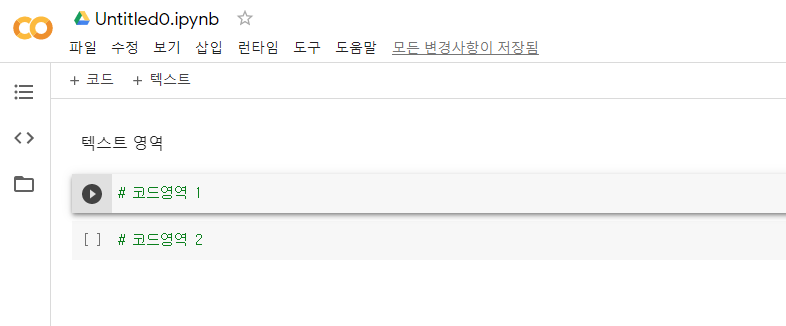 Untitled0.ipynb
파일 수정 보기 삽입 런타임 도구 도움말 모든 변경사항이 저장됨
+ 코드 + 텍스트
텍스트 영역
# 코드영역 1
[ ] # 코드영역 2